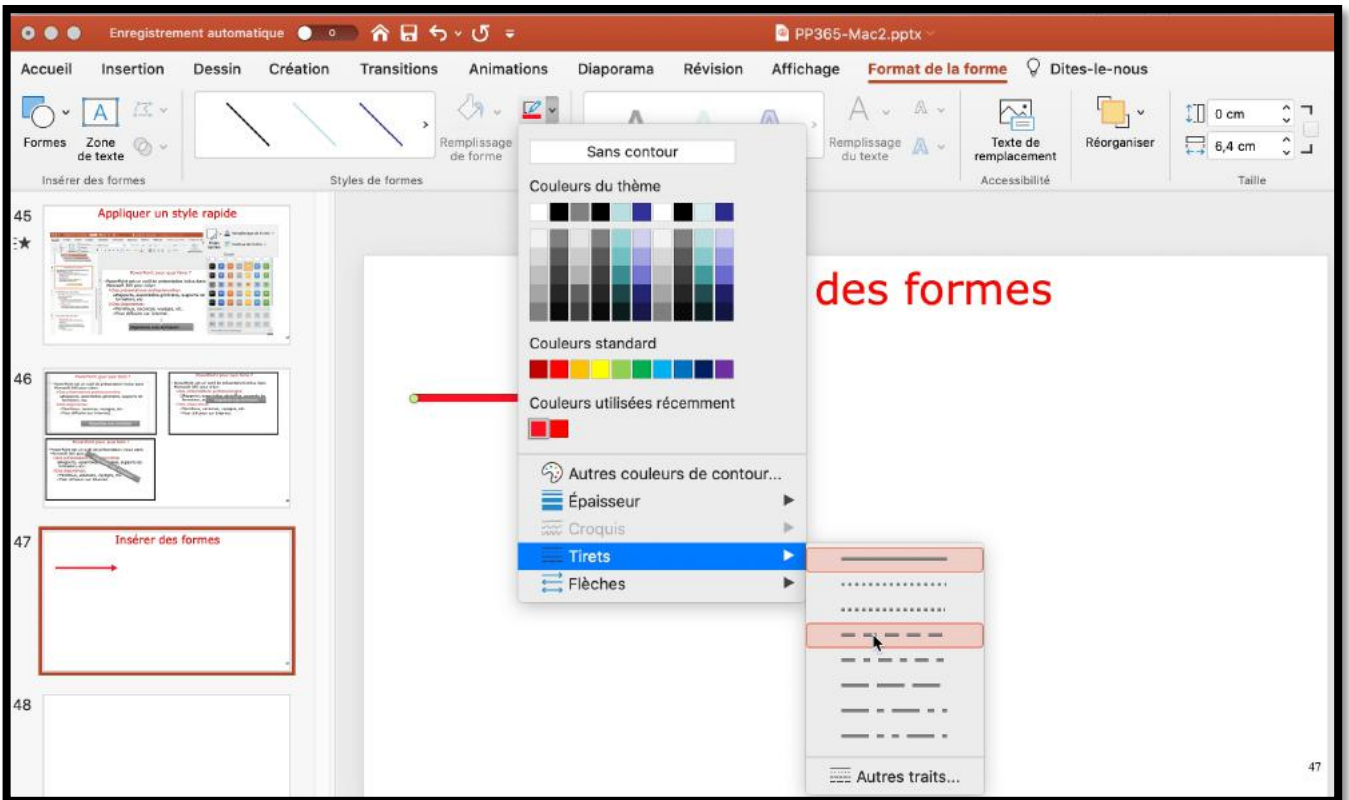 Enregistrement automatique
PP365-Mac2.pptx
Accueil Insertion Dessin Création Transitions Animations Diaporama Révision Affichage Format de la forme Dites-le-nous
Formes
Zone de texte
Remplissage de forme
Remplissage du texte
Texte de remplacement
Réorganiser
0 cm
6,4 cm
Insérer des formes
Styles de formes
Accessibilité
Taille
Sans contour
Couleurs du thème
Couleurs standard
Couleurs utilisées récemment
Autres couleurs de contour...
Épaisseur
Croquis
Tirets
Flèches
Autres traits...
45
Appliquer un style rapide
46
47
Insérer des formes
48
des formes
47